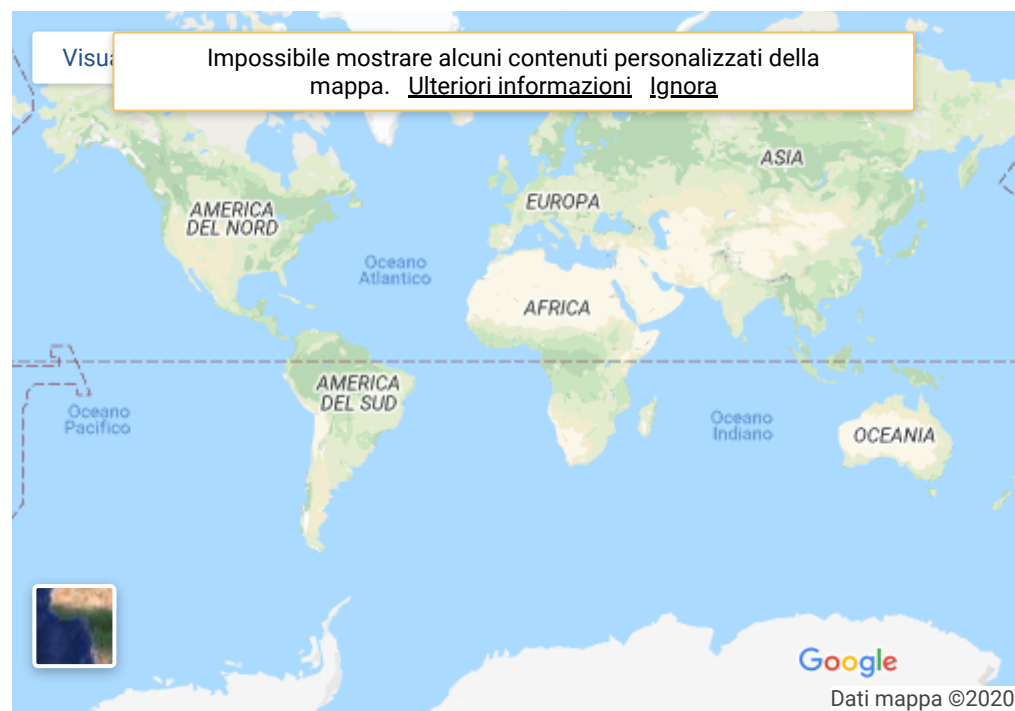 Impossibile mostrare alcuni contenuti personalizzati della
mappa. Ulteriori informazioni Ignora
ASIA
EUROPA
AMERICA
DEL NORD
Oceano
Atlantico
AFRICA
AMERICA
DEL SUD
Oceano
Pacifico
Oceano
Indiano
OCEANIA
Google
Dati mappa ©2020